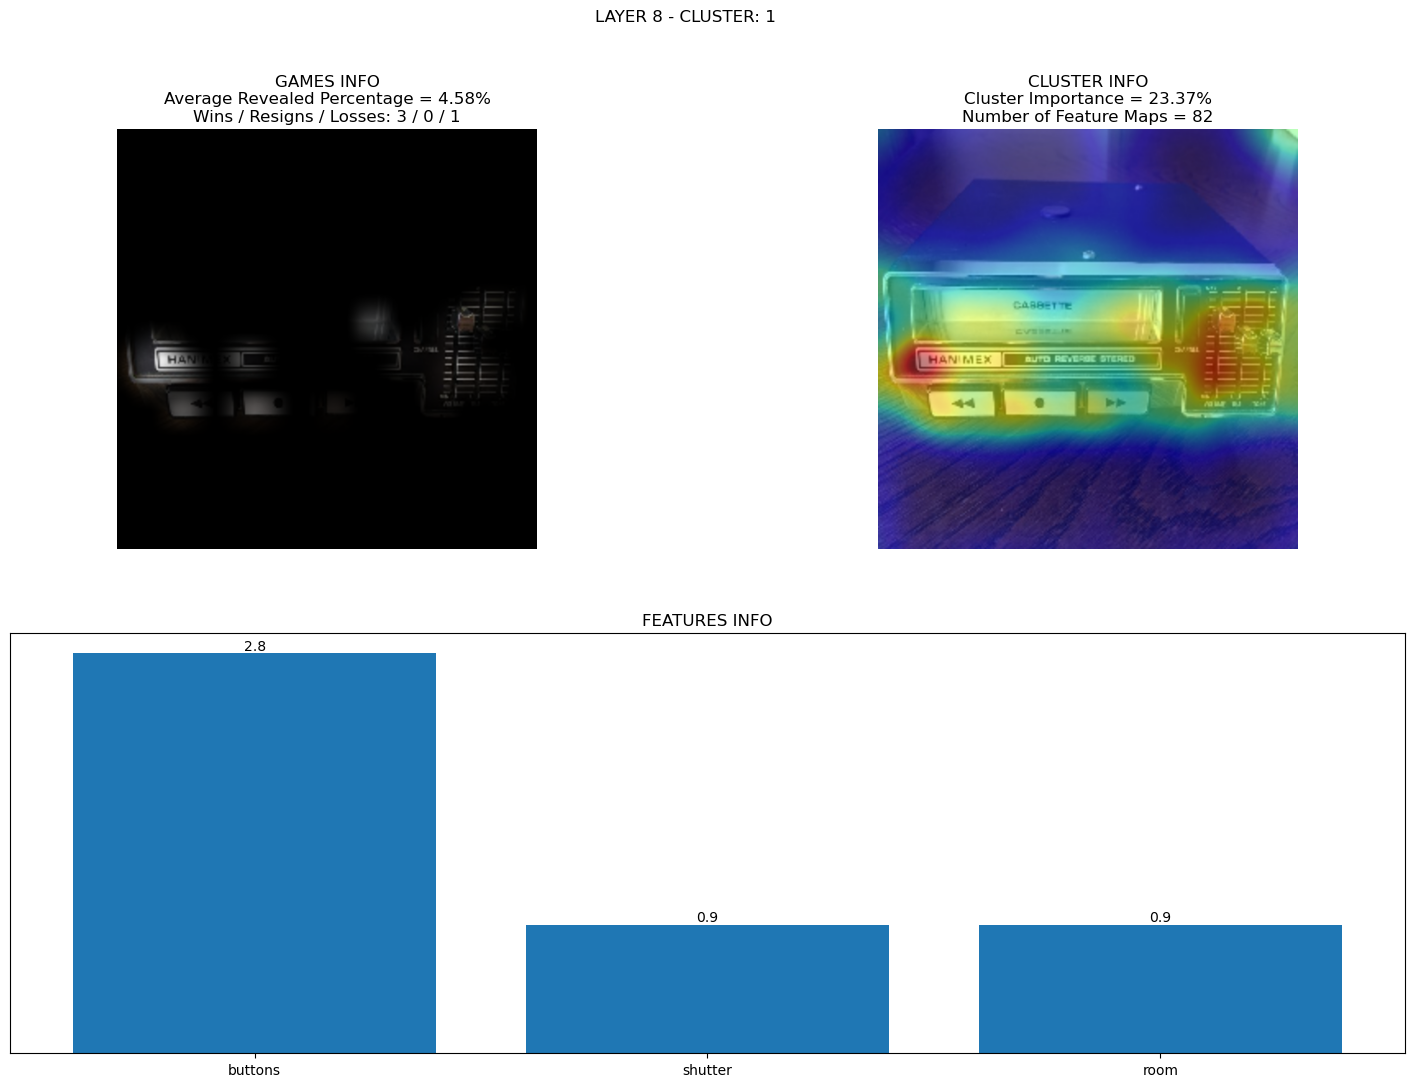 LAYER 8 - CLUSTER: 1
GAMES INFO
Average Revealed Percentage = 4.58%
Wins / Resigns / Losses: 3 / 0 / 1
HANIMEX
CLUSTER INFO
Cluster Importance = 23.37%
Number of Feature Maps = 82
CASSETTE
HANIMEX
AUTO REVERSE STEREO
FEATURES INFO
2.8
0.9
0.9
buttons
shutter
room